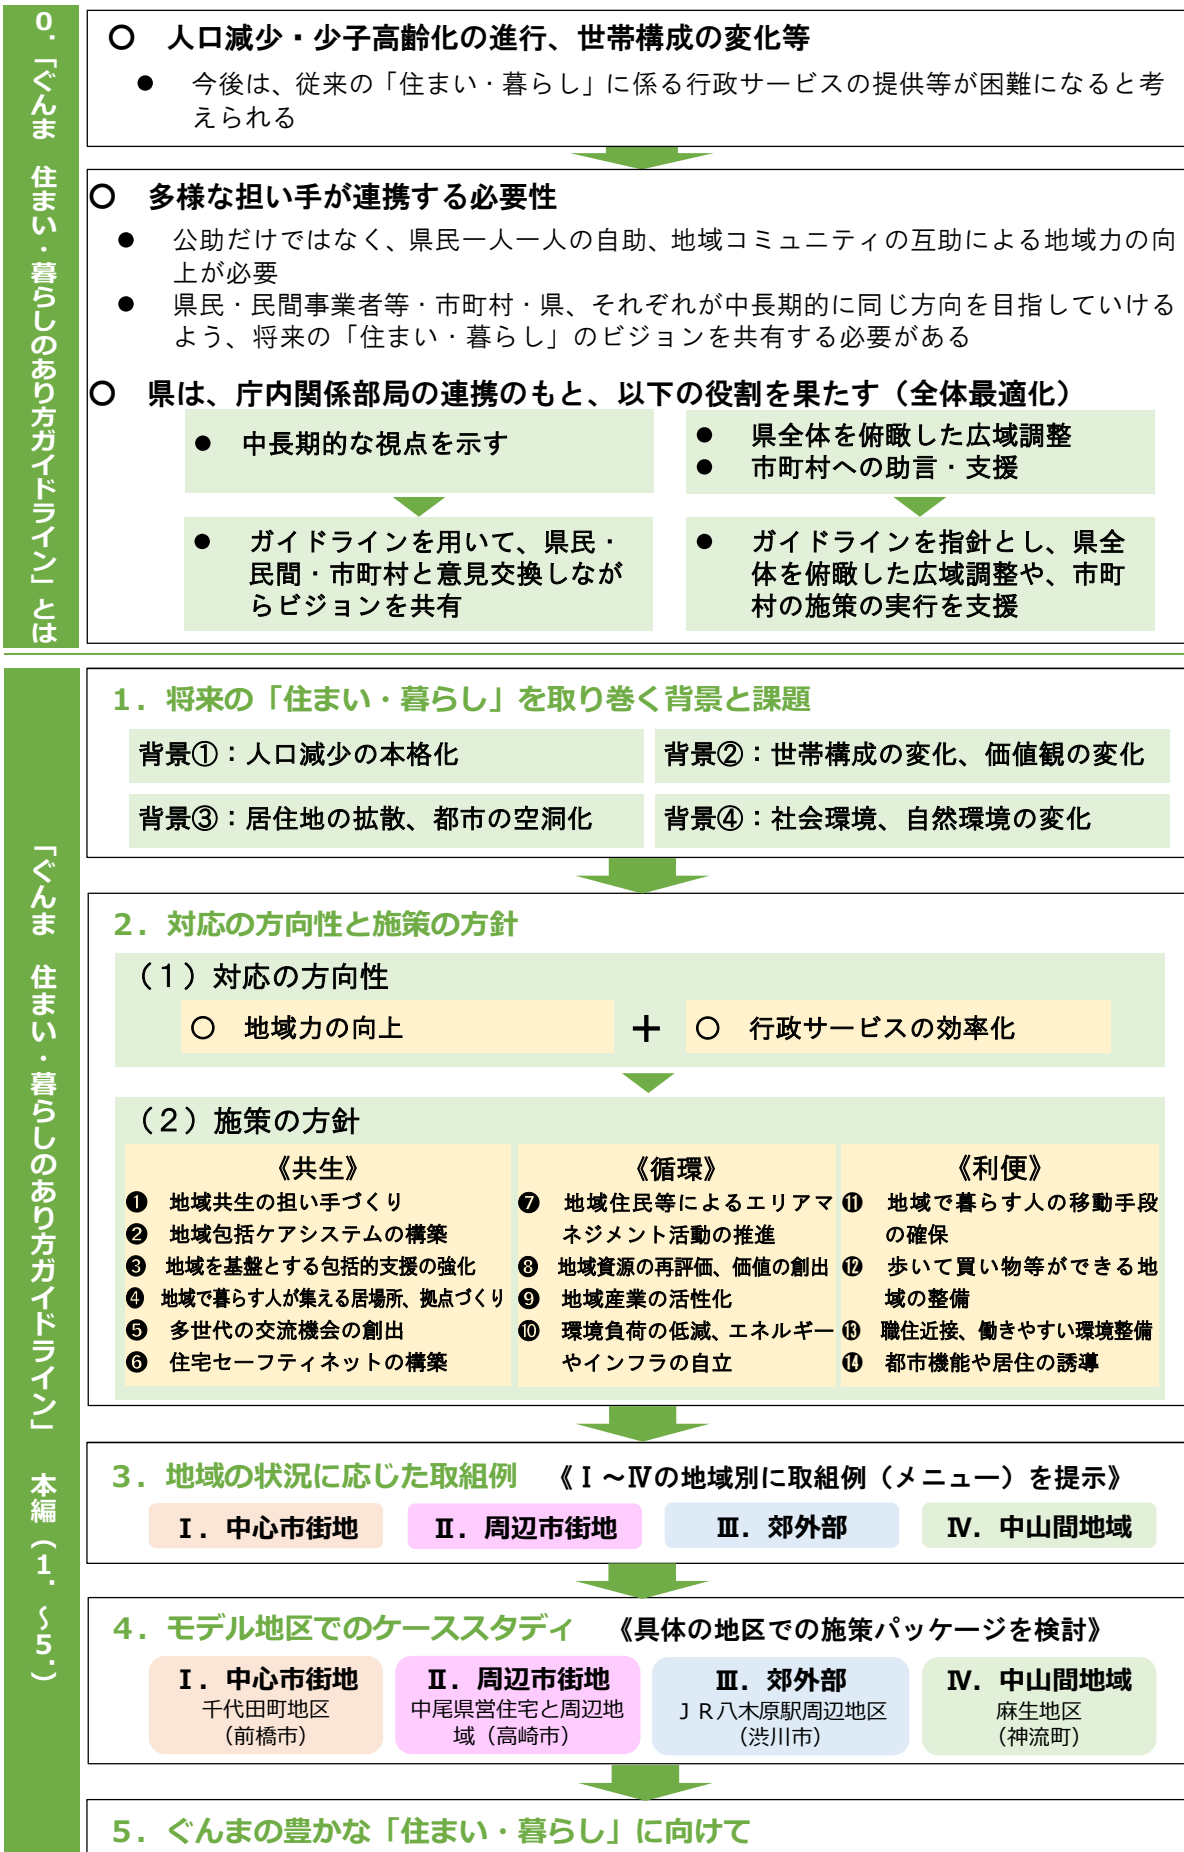 0.「ぐんま 住まい・暮らしのあり方ガイドライン」とは
○ 人口減少・少子高齢化の進行、世帯構成の変化等
● 今後は、従来の「住まい・暮らし」に係る行政サービスの提供等が困難になると考
えられる
○ 多様な担い手が連携する必要性
● 公助だけではなく、県民一人一人の自助、地域コミュニティの互助による地域力の向
上が必要
● 県民・民間事業者等・市町村・県、それぞれが中長期的に同じ方向を目指していける
よう、将来の「住まい・暮らし」のビジョンを共有する必要がある
○ 県は、庁内関係部局の連携のもと、以下の役割を果たす（全体最適化）
● 中長期的な視点を示す
● 県全体を俯瞰した広域調整
● 市町村への助言・支援
● ガイドラインを用いて、県民・
民間・市町村と意見交換しなが
らビジョンを共有
● ガイドラインを指針とし、県全
体を俯瞰した広域調整や、市町
村の施策の実行を支援
「ぐんま 住まい・暮らしのあり方ガイドライン」 本編（1.～5.）
１．将来の「住まい・暮らし」を取り巻く背景と課題
背景①：人口減少の本格化
背景②：世帯構成の変化、価値観の変化
背景③：居住地の拡散、都市の空洞化
背景④：社会環境、自然環境の変化
２．対応の方向性と施策の方針
（１）対応の方向性
○ 地域力の向上
＋
○ 行政サービスの効率化
（２）施策の方針
《共生》
❶ 地域共生の担い手づくり
❷ 地域包括ケアシステムの構築
❸ 地域を基盤とする包括的支援の強化
❹ 地域で暮らす人が集える居場所、拠点づくり
❺ 多世代の交流機会の創出
❻ 住宅セーフティネットの構築
《循環》
❼ 地域住民等によるエリアマ
ネジメント活動の推進
❽ 地域資源の再評価、価値の創出
❾ 地域産業の活性化
❿ 環境負荷の低減、エネルギー
やインフラの自立
《利便》
⓫ 地域で暮らす人の移動手段
の確保
⓬ 歩いて買い物等ができる地
域の整備
⓭ 職住近接、働きやすい環境整備
⓮ 都市機能や居住の誘導
３．地域の状況に応じた取組例 《Ⅰ～Ⅳの地域別に取組例（メニュー）を提示》
Ⅰ．中心市街地
Ⅱ．周辺市街地
Ⅲ．郊外部
Ⅳ．中山間地域
４．モデル地区でのケーススタディ 《具体の地区での施策パッケージを検討》
Ⅰ．中心市街地
千代田町地区
（前橋市）
Ⅱ．周辺市街地
中尾県営住宅と周辺地
域（高崎市）
Ⅲ．郊外部
ＪＲ八木原駅周辺地区
（渋川市）
Ⅳ．中山間地域
麻生地区
（神流町）
５．ぐんまの豊かな「住まい・暮らし」に向けて